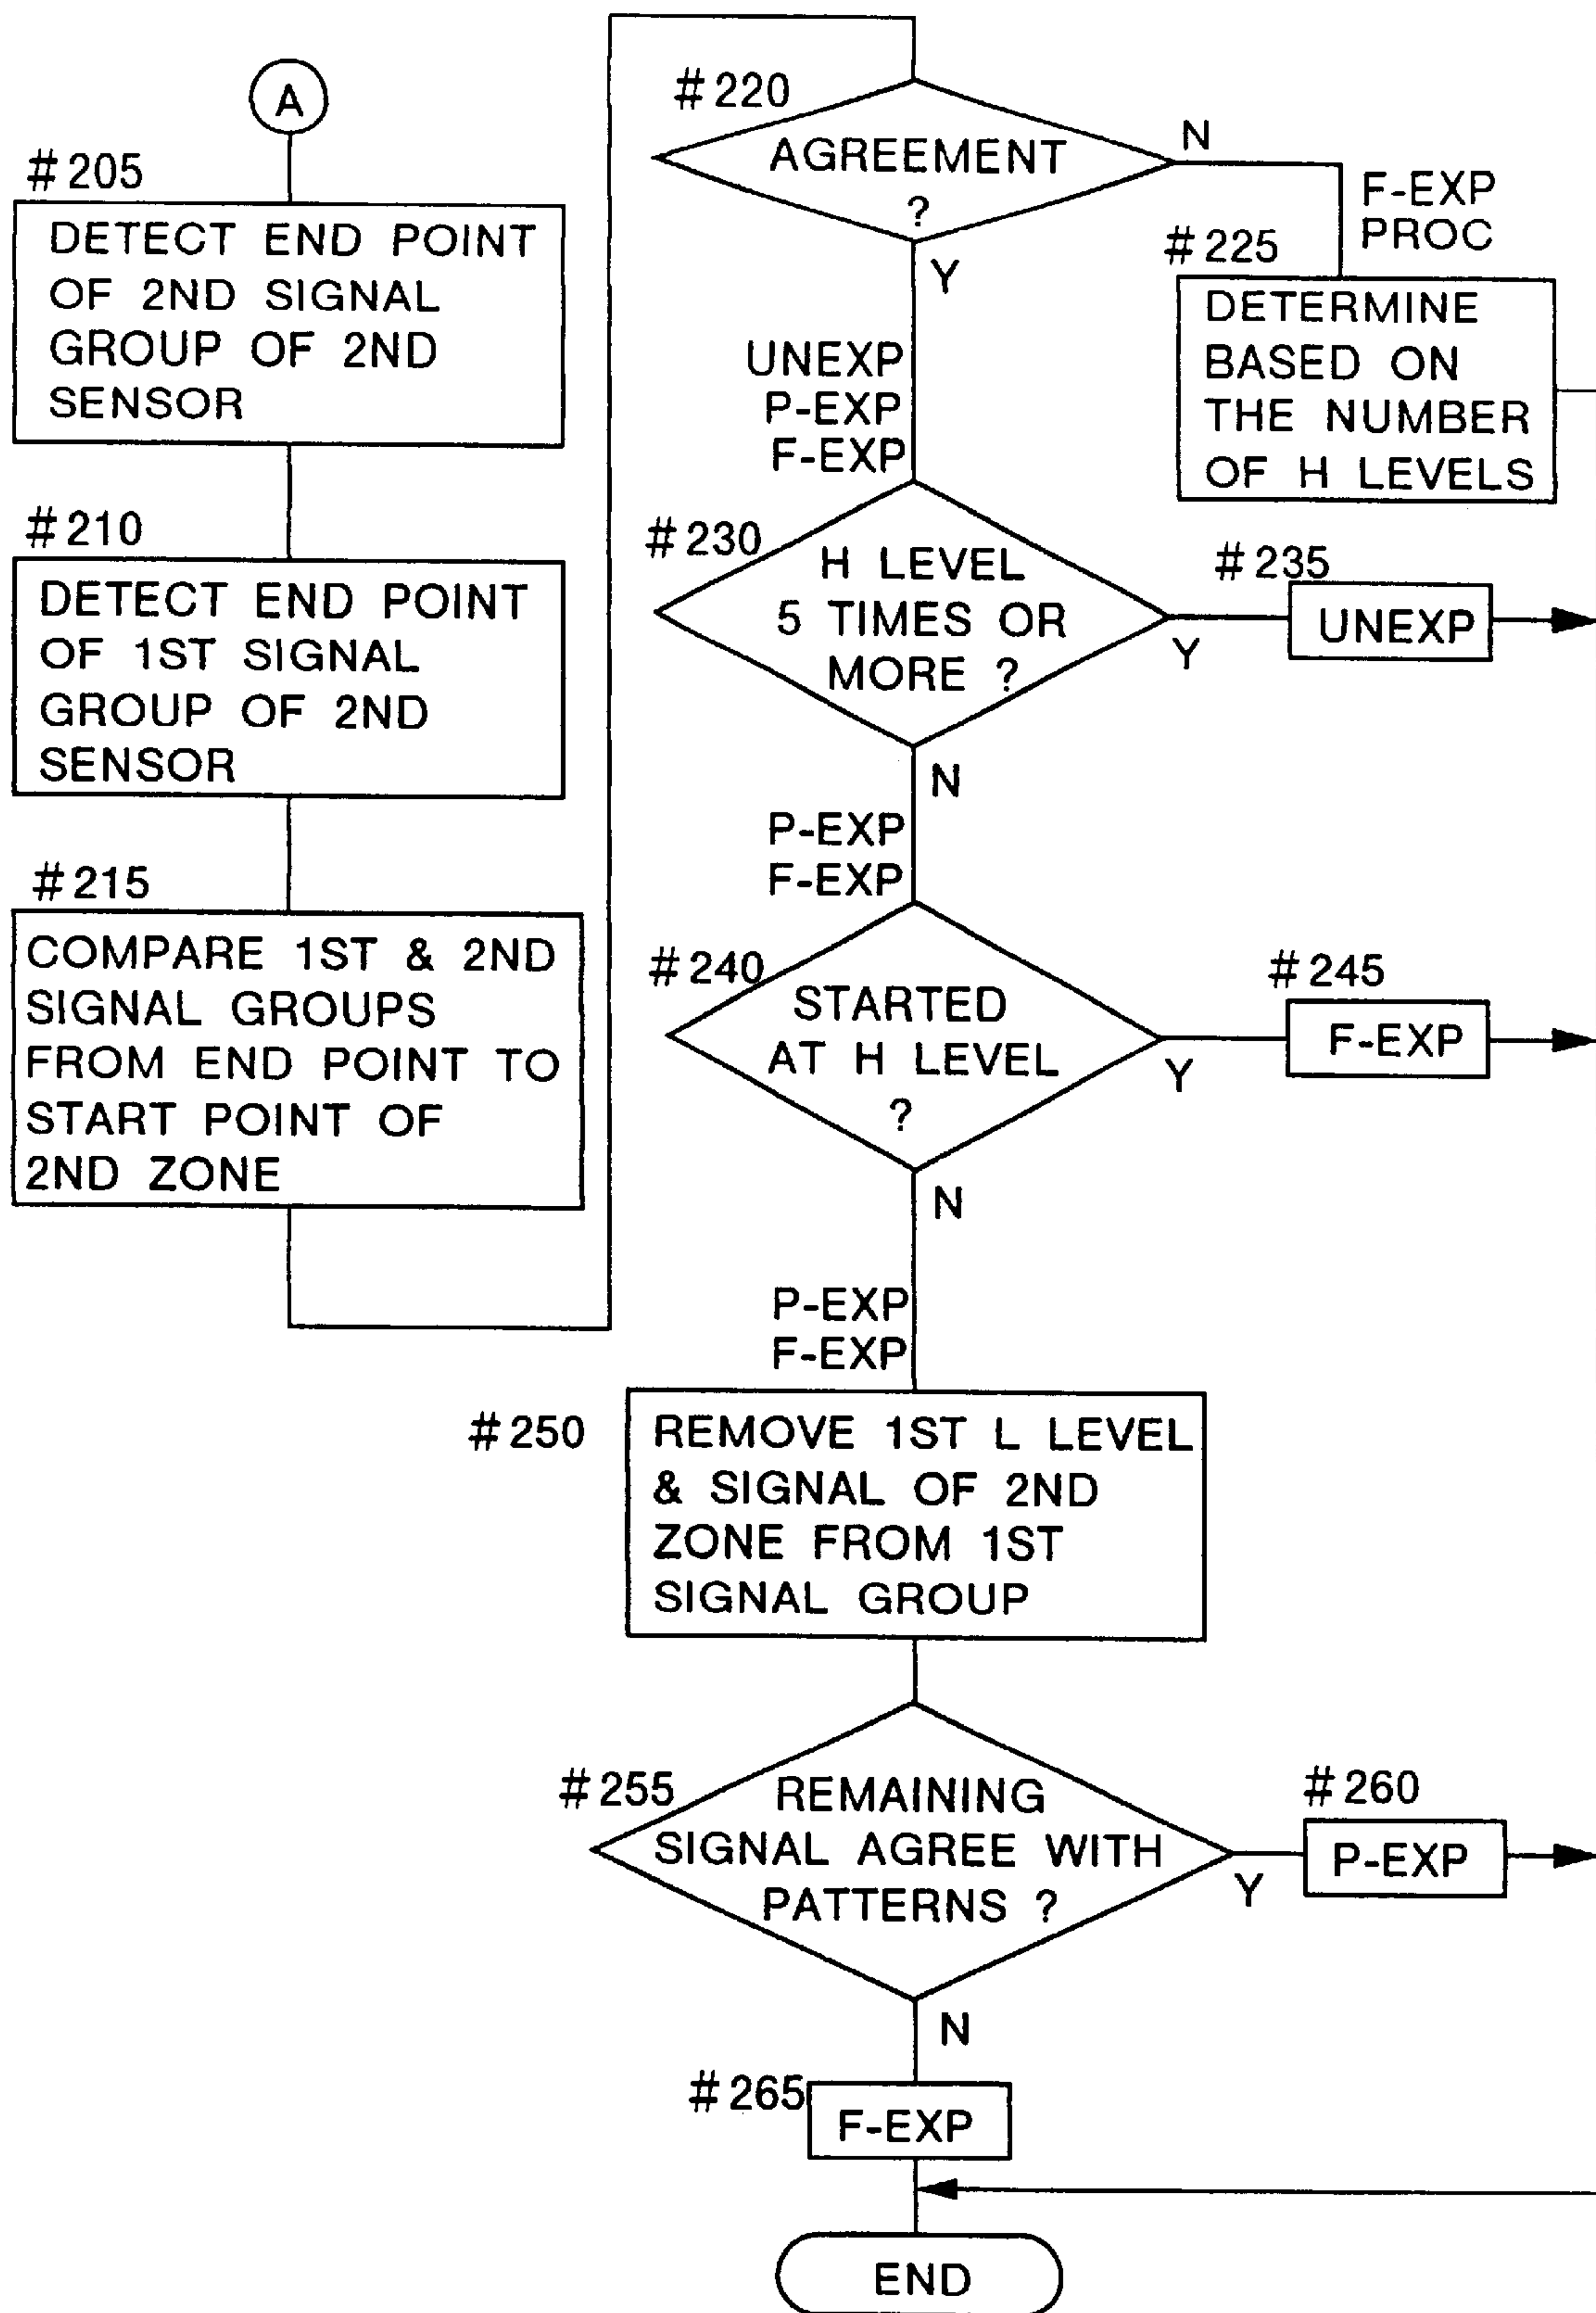 A
#205
DETECT END POINT
OF 2ND SIGNAL
GROUP OF 2ND
SENSOR
#210
DETECT END POINT
OF 1ST SIGNAL
GROUP OF 2ND
SENSOR
#215
COMPARE 1ST & 2ND
SIGNAL GROUPS
FROM END POINT TO
START POINT OF
2ND ZONE
#220
AGREEMENT
?
N
Y
F-EXP
PROC
#225
DETERMINE
BASED ON
THE NUMBER
OF H LEVELS
UNEXP
P-EXP
F-EXP
#230
H LEVEL
5 TIMES OR
MORE ?
Y
#235
UNEXP
N
P-EXP
F-EXP
#240
STARTED
AT H LEVEL
?
Y
#245
F-EXP
N
P-EXP
F-EXP
#250
REMOVE 1ST L LEVEL
& SIGNAL OF 2ND
ZONE FROM 1ST
SIGNAL GROUP
#255
REMAINING
SIGNAL AGREE WITH
PATTERNS ?
Y
#260
P-EXP
N
#265
F-EXP
END